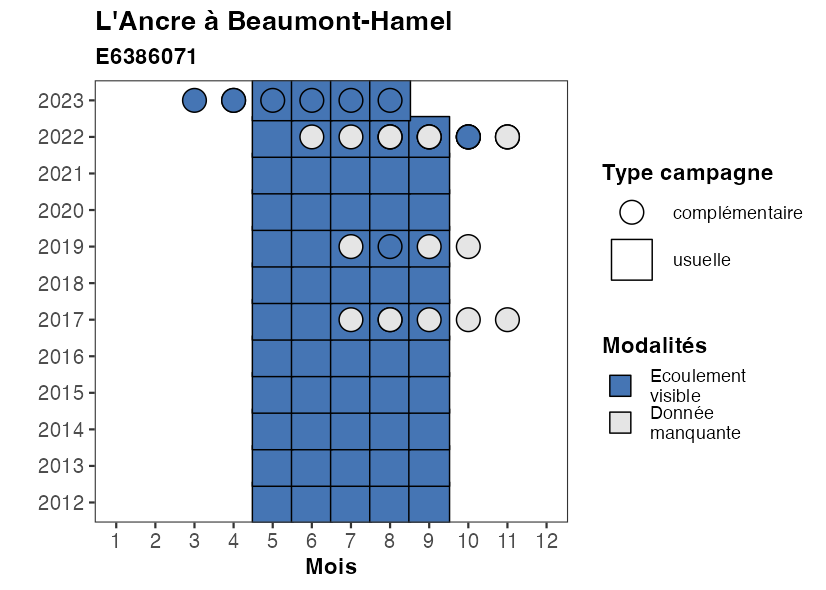 L'Ancre à Beaumont-Hamel
E6386071
2023
2022
2021
2020
2019
2018
2017
2016
2015
2014
2013
2012
1 2 3 4 5 6 7 8 9 10 11 12
Mois
Type campagne
complémentaire
usuelle
Modalités
Ecoulement
visible
Donnée
manquante